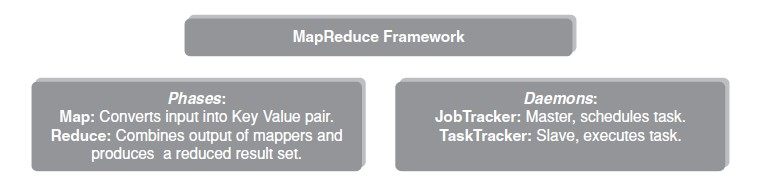 MapReduce Framework
Phases:
Map: Converts input into Key Value pair.
Reduce: Combines output of mappers and
produces a reduced result set.
Daemons:
JobTracker: Master, schedules task.
TaskTracker: Slave, executes task.